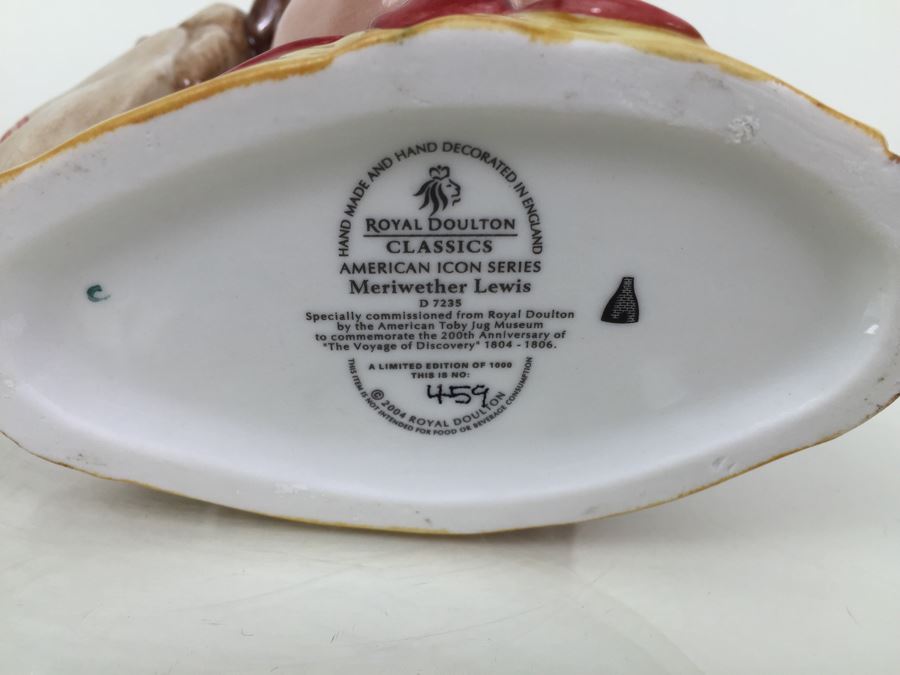 HAND MADE AND HAND DECORATED IN ENGLAND
ROYAL DOULTON
CLASSICS
AMERICAN ICON SERIES
Meriwether Lewis
D 7235
Specially commissioned from Royal Doulton
by the American Toby Jug Museum
to commemorate the 200th Anniversary of
"The Voyage of Discovery" 1804 - 1806.
A LIMITED EDITION OF 1000
THIS IS NO:
459
© 2004 ROYAL DOULTON
THIS ITEM IS NOT INTENDED FOR FOOD OR BEVERAGE CONSUMPTION